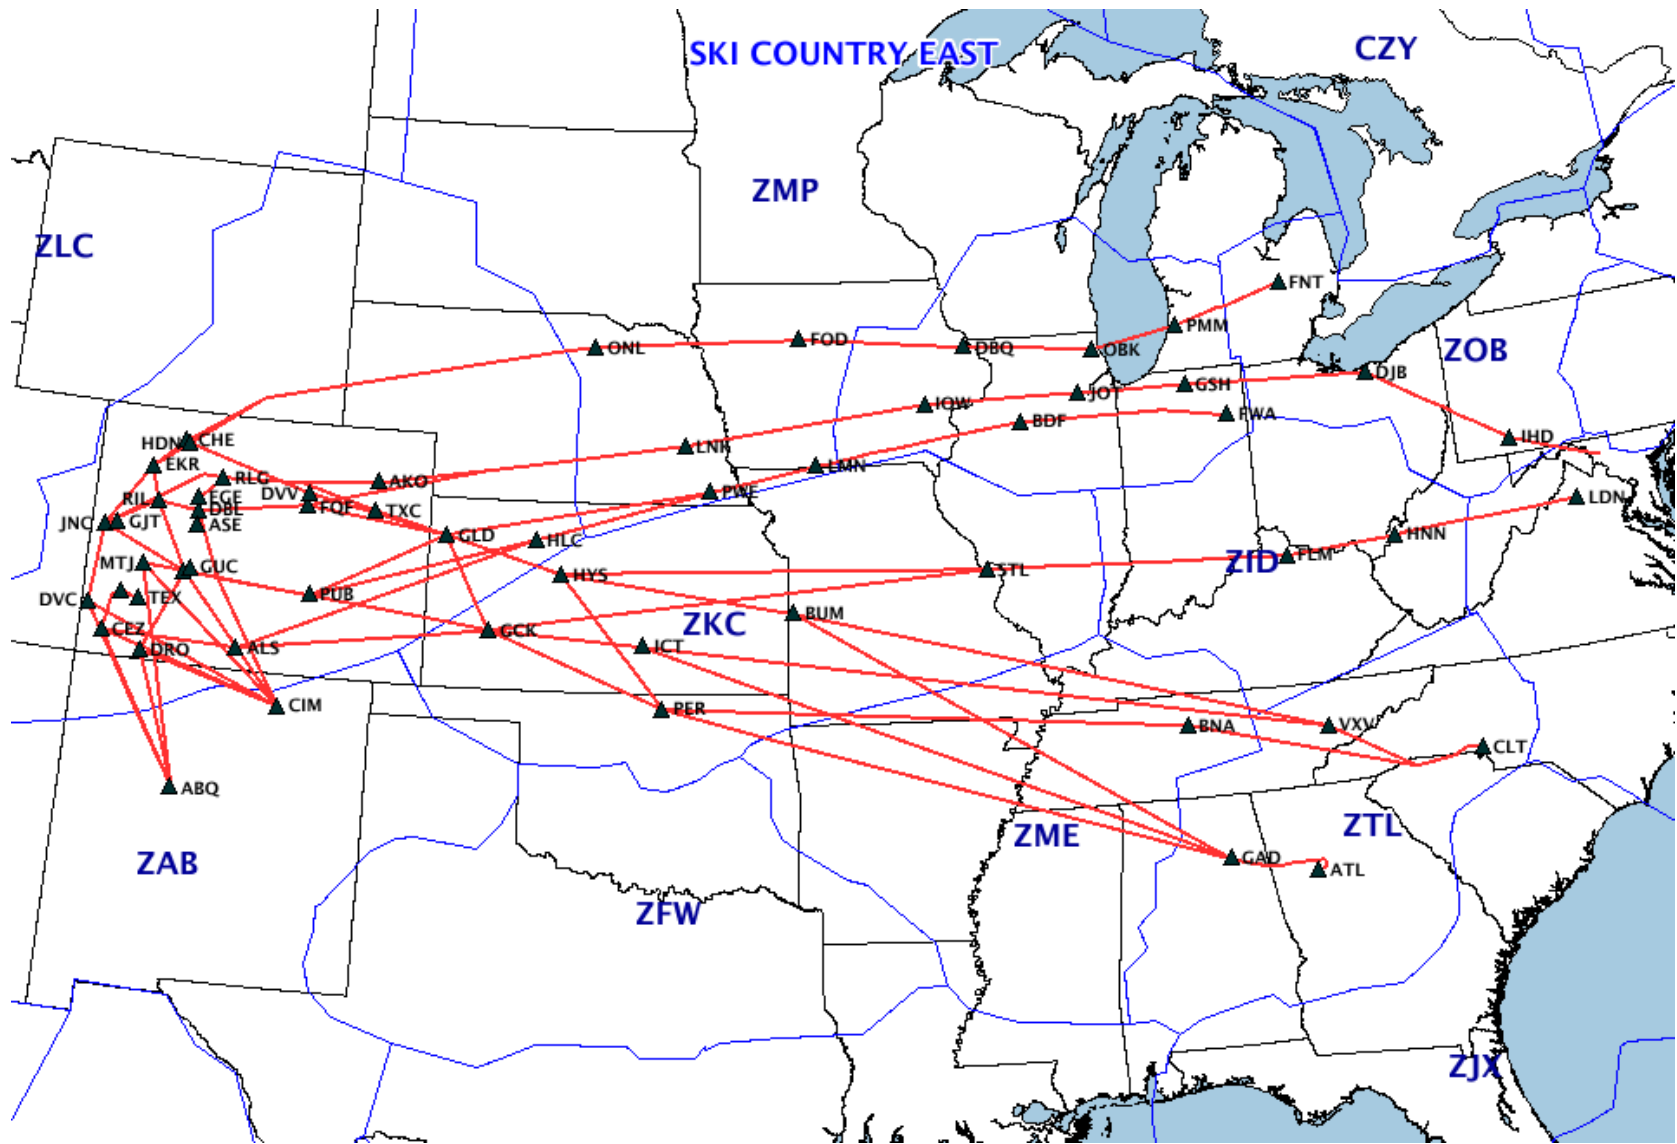 SKI COUNTRY EAST
CZY
ZMP
ZLC
FNT
PMM
ONL
FOD
DBQ
OBK
ZOB
DJB
GSH
JOT
IOW
BDF
FWA
HDN
CHE
EKR
IHD
LNK
LMN
RLG
AKO
DVV
EGE
RIL
PWE
LDN
DBL
FQF
TXC
JNC
GJT
ASE
GLD
HLC
HNN
MTJ
GUC
HYS
STL
ZID
FLM
DVC
TEX
PUB
BUM
CEZ
GCK
ZKC
DRO
ALS
ICT
CIM
PER
BNA
VXV
CLT
ABQ
ZAB
ZME
ZTL
GAD
ATL
ZFW
ZJX